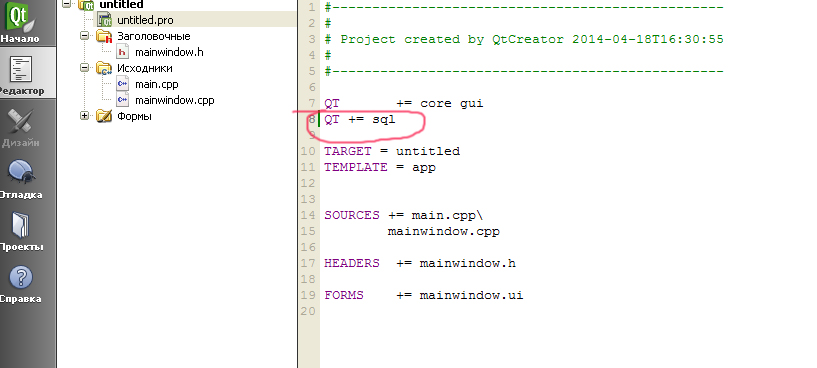 Qt
Начало
Редактор
Дизайн
Отладка
Проекты
Справка
untitled
Qt
untitled.pro
Заголовочные
h
mainwindow.h
Исходники
C++
main.cpp
C++
mainwindow.cpp
Формы
1 #-------------------------------------------------
2 #
3 # Project created by QtCreator 2014-04-18T16:30:55
4 #
5 #-------------------------------------------------
6
7 QT       += core gui
8 QT += sql
9
10 TARGET = untitled
11 TEMPLATE = app
12
13
14 SOURCES += main.cpp\
15         mainwindow.cpp
16
17 HEADERS  += mainwindow.h
18
19 FORMS    += mainwindow.ui
20